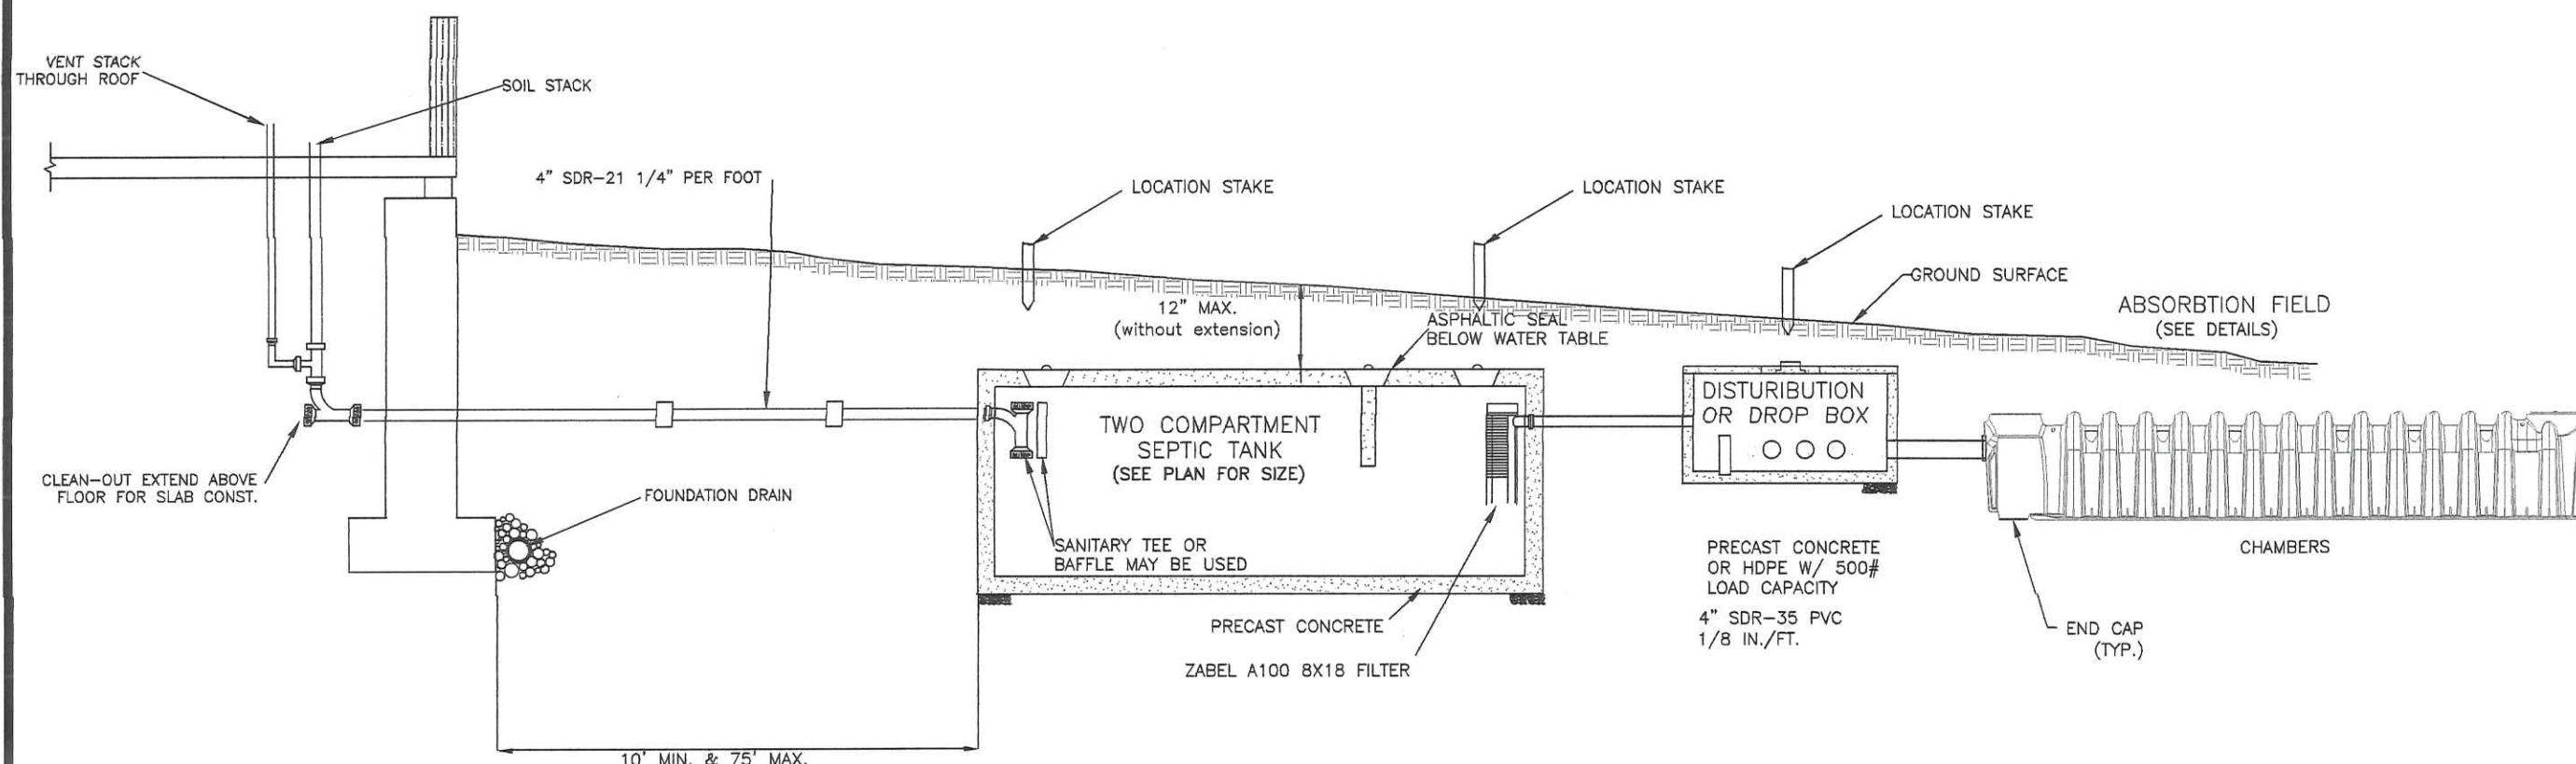 VENT STACK
THROUGH ROOF
SOIL STACK
4" SDR-21 1/4" PER FOOT
LOCATION STAKE
LOCATION STAKE
LOCATION STAKE
GROUND SURFACE
12" MAX.
(without extension)
ASPHALTIC SEAL
BELOW WATER TABLE
ABSORBTION FIELD
(SEE DETAILS)
TWO COMPARTMENT
SEPTIC TANK
(SEE PLAN FOR SIZE)
DISTURIBUTION
OR DROP BOX
CLEAN-OUT EXTEND ABOVE
FLOOR FOR SLAB CONST.
FOUNDATION DRAIN
SANITARY TEE OR
BAFFLE MAY BE USED
PRECAST CONCRETE
OR HDPE W/ 500#
LOAD CAPACITY
4" SDR-35 PVC
1/8 IN./FT.
CHAMBERS
PRECAST CONCRETE
END CAP
(TYP.)
ZABEL A100 8X18 FILTER
10' MIN. & 75' MAX.